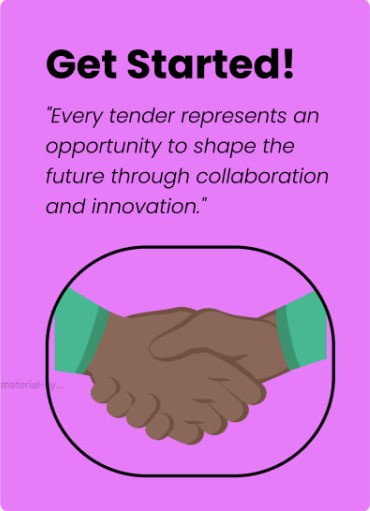 Get Started!
"Every tender represents an
opportunity to shape the
future through collaboration
and innovation."